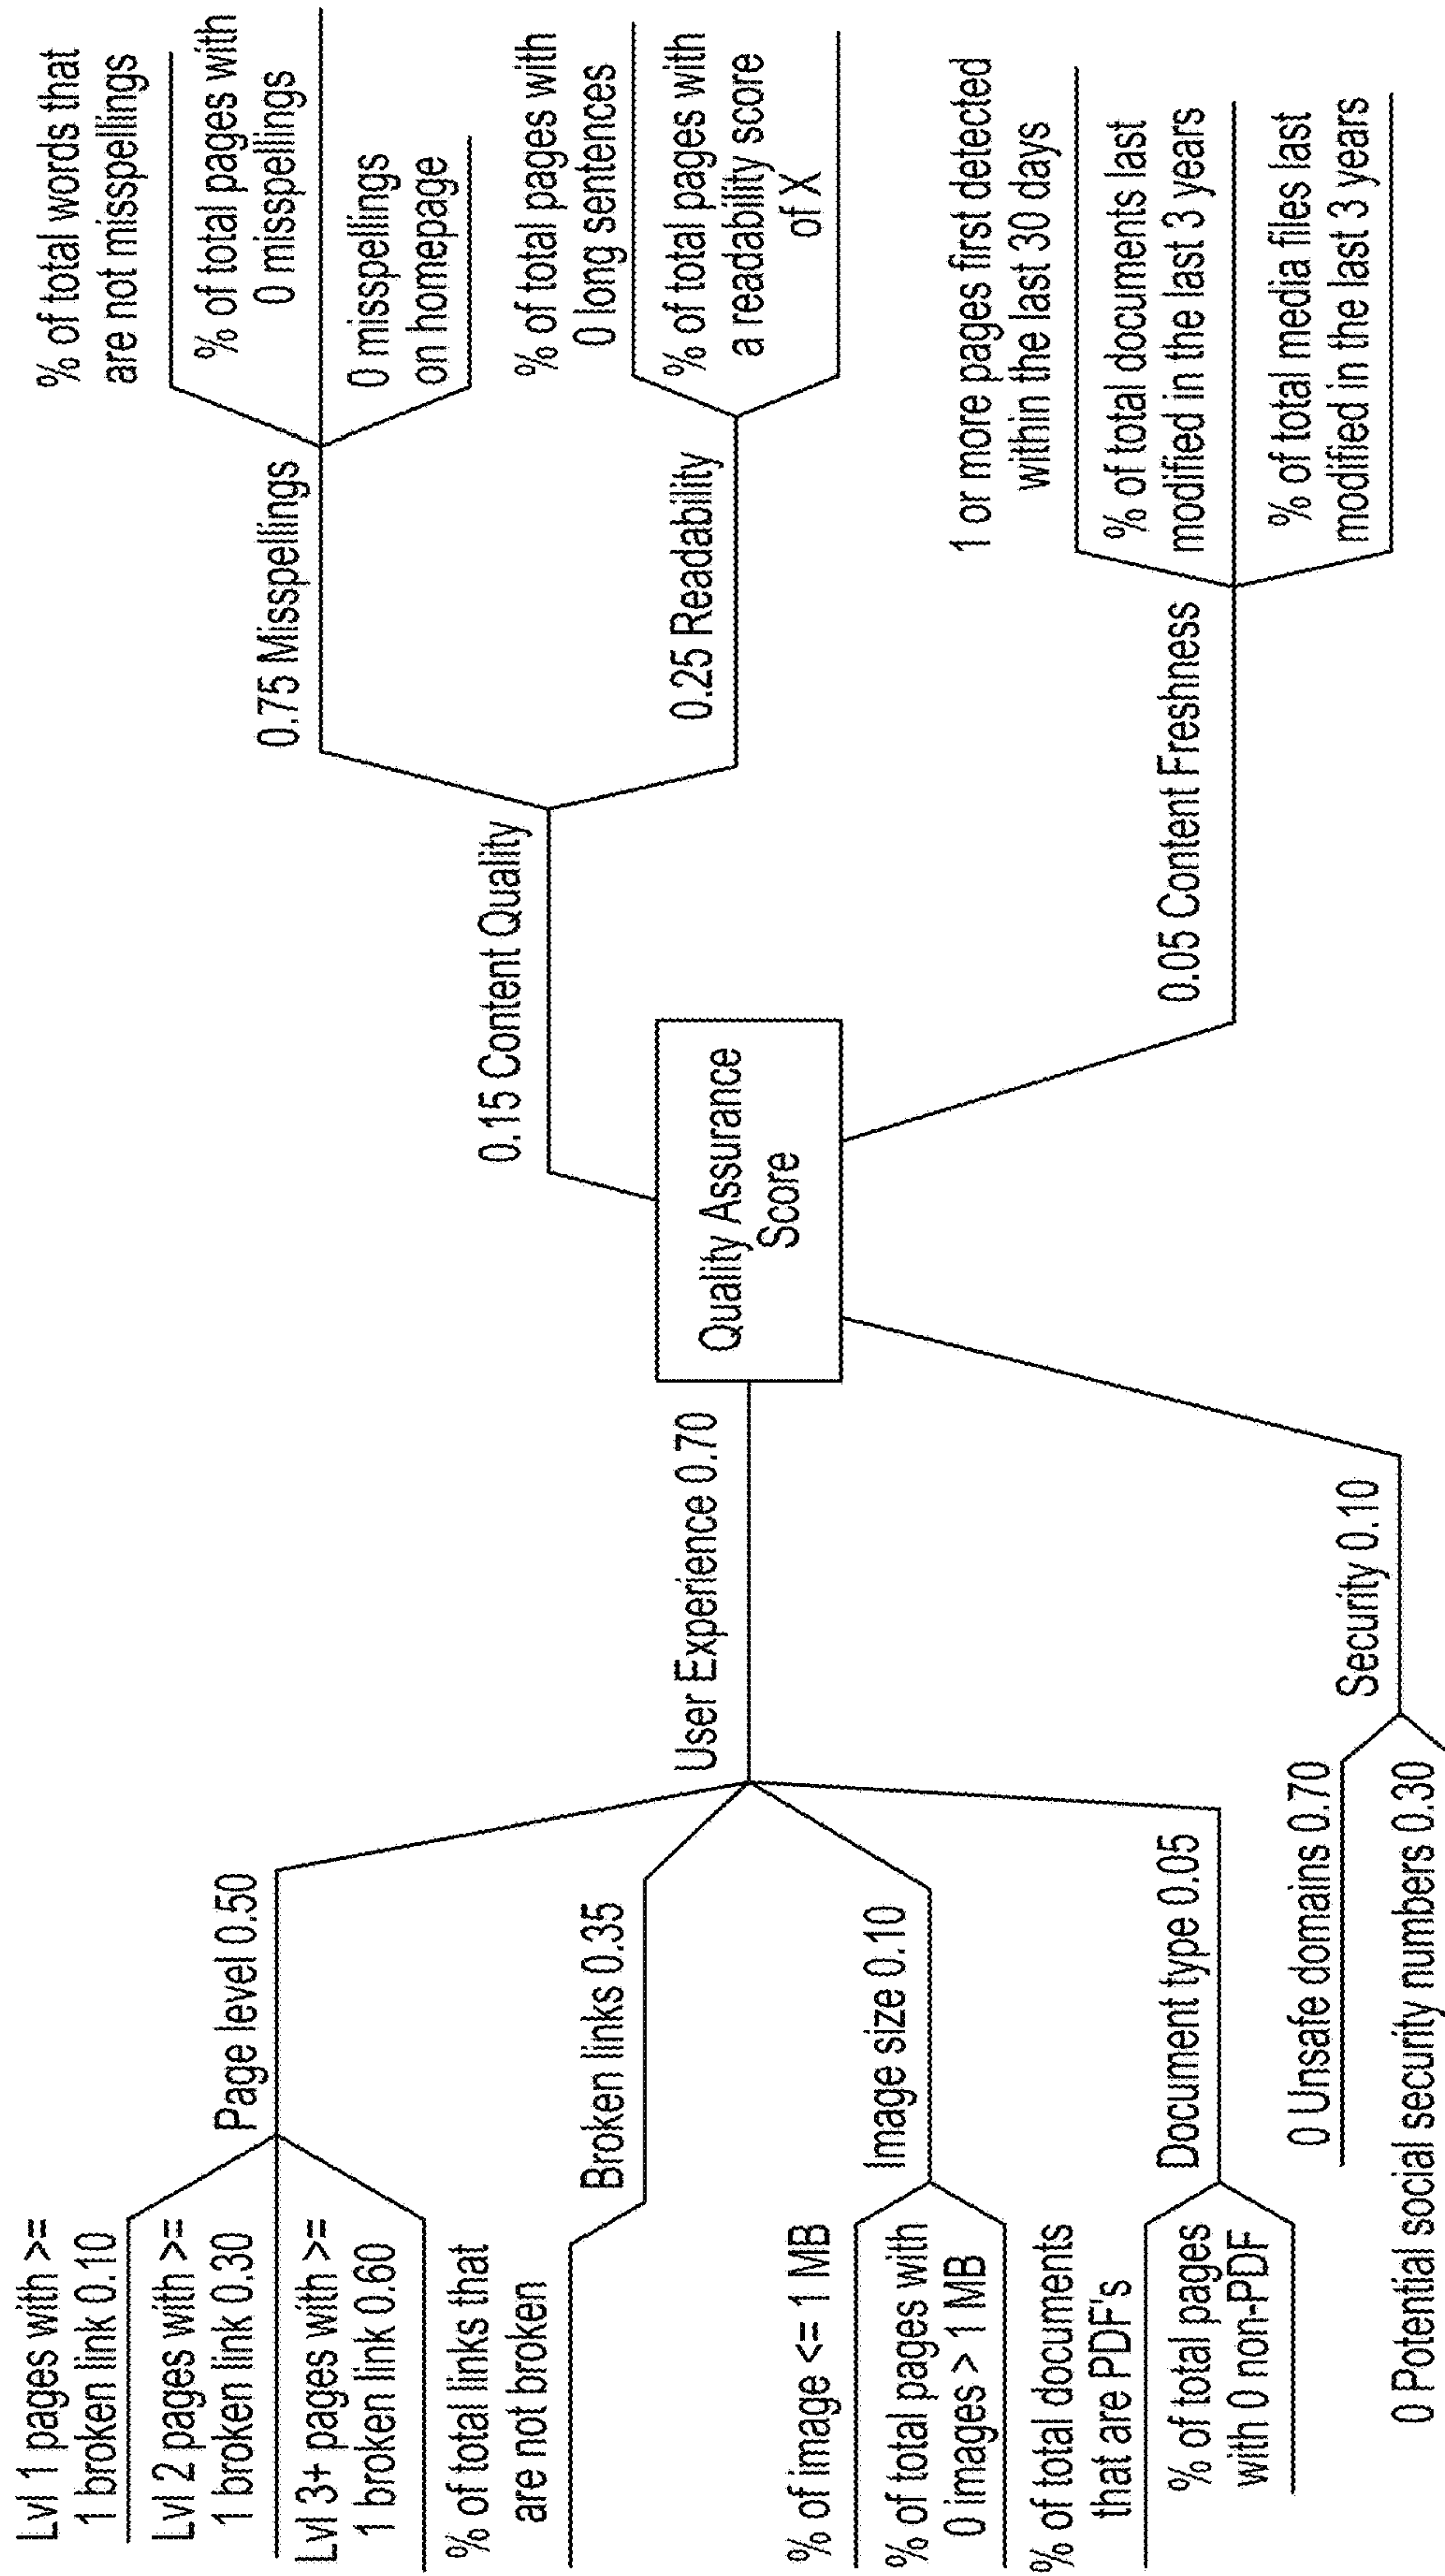 Lvl 1 pages with >=
1 broken link 0.10
Lvl 2 pages with >=
1 broken link 0.30
Lvl 3+ pages with >=
1 broken link 0.60
Page level 0.50
% of total links that
are not broken
Broken links 0.35
% of image <= 1 MB
% of total pages with
0 images > 1 MB
Image size 0.10
% of total documents
that are PDF's
% of total pages
with 0 non-PDF
Document type 0.05
User Experience 0.70
0 Unsafe domains 0.70
0 Potential social security numbers 0.30
Security 0.10
Quality Assurance
Score
0.15 Content Quality
0.75 Misspellings
% of total words that
are not misspellings
% of total pages with
0 misspellings
0 misspellings
on homepage
0.25 Readability
% of total pages with
0 long sentences
% of total pages with
a readability score
of X
0.05 Content Freshness
1 or more pages first detected
within the last 30 days
% of total documents last
modified in the last 3 years
% of total media files last
modified in the last 3 years